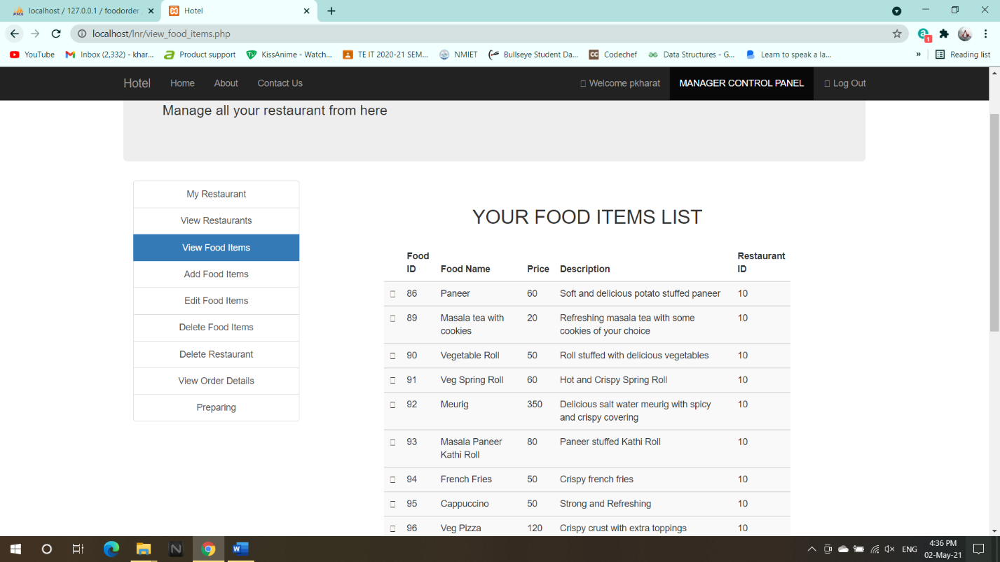 localhost / 127.0.0.1 / foodorder
Hotel
localhost/lnr/view_food_items.php
YouTube
Inbox (2,332) - khar...
Product support
KissAnime - Watch...
TE IT 2020-21 SEM...
NMIET
Bullseye Student Da...
Codechef
Data Structures - G...
Learn to speak a la...
»
Reading list
Hotel
Home
About
Contact Us
Welcome pkharat
MANAGER CONTROL PANEL
Log Out
Manage all your restaurant from here
My Restaurant
View Restaurants
View Food Items
Add Food Items
Edit Food Items
Delete Food Items
Delete Restaurant
View Order Details
Preparing
YOUR FOOD ITEMS LIST
Food ID Food Name Price Description Restaurant ID
86 Paneer 60 Soft and delicious potato stuffed paneer 10
89 Masala tea with cookies 20 Refreshing masala tea with some cookies of your choice 10
90 Vegetable Roll 50 Roll stuffed with delicious vegetables 10
91 Veg Spring Roll 60 Hot and Crispy Spring Roll 10
92 Meurig 350 Delicious salt water meurig with spicy and crispy covering 10
93 Masala Paneer Kathi Roll 80 Paneer stuffed Kathi Roll 10
94 French Fries 50 Crispy french fries 10
95 Cappuccino 50 Strong and Refreshing 10
96 Veg Pizza 120 Crispy crust with extra toppings 10
ENG
4:36 PM
02-May-21